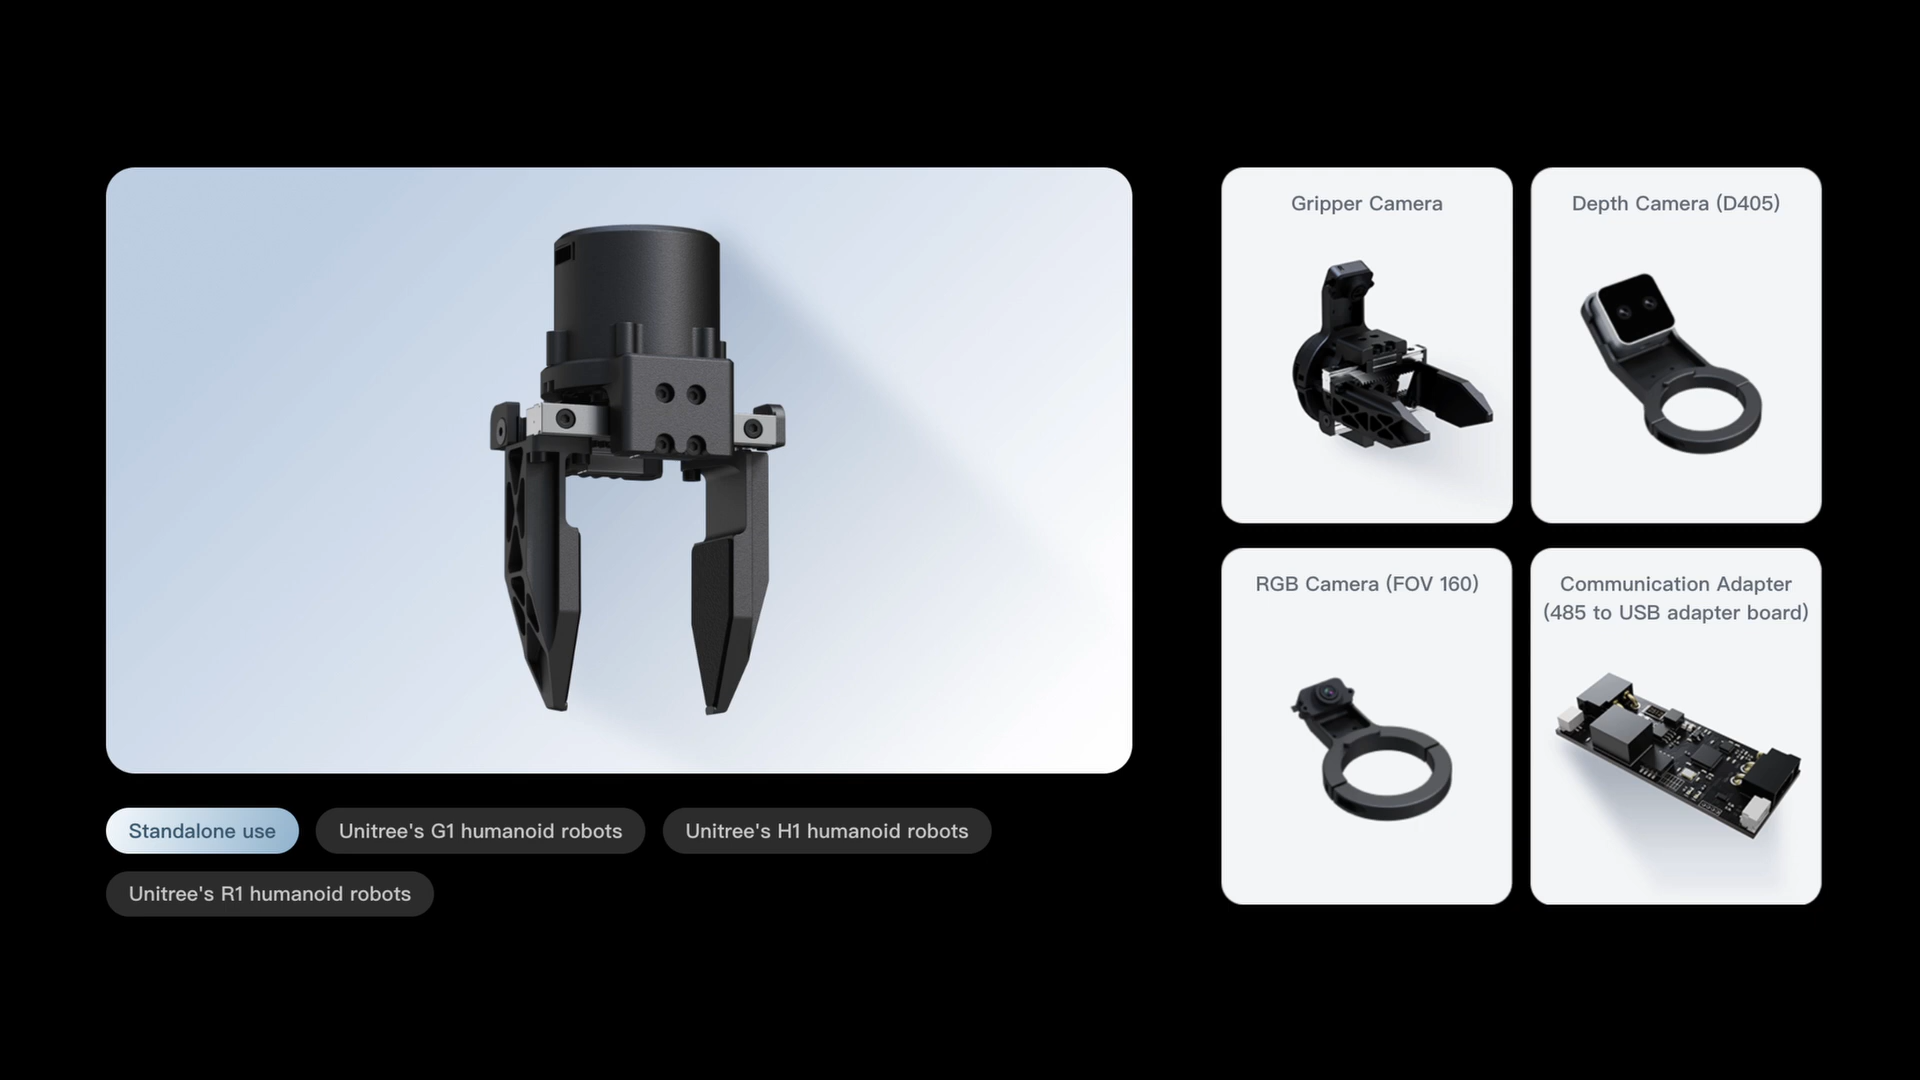 Gripper Camera
Depth Camera (D405)
RGB Camera (FOV 160)
Communication Adapter
(485 to USB adapter board)
Standalone use
Unitree's G1 humanoid robots
Unitree's H1 humanoid robots
Unitree's R1 humanoid robots